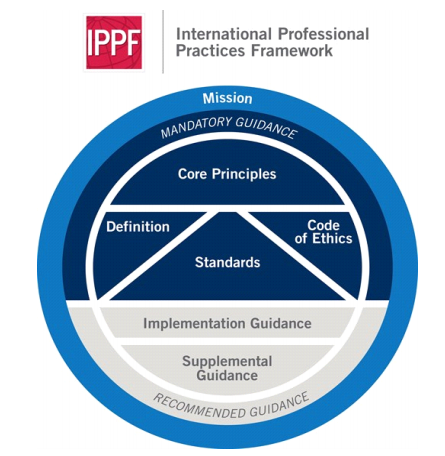 IPPF
International Professional
Practices Framework
Mission
MANDATORY GUIDANCE
Core Principles
Definition
Code
of Ethics
Standards
Implementation Guidance
Supplemental
Guidance
RECOMMENDED GUIDANCE